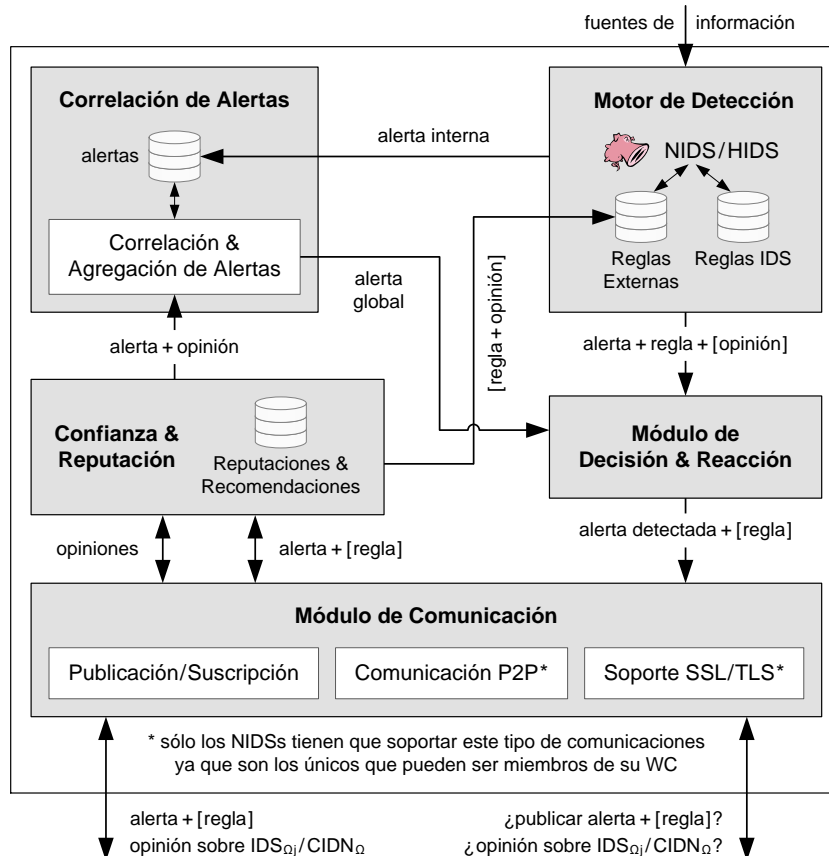 fuentes de información
Correlación de Alertas
Motor de Detección
alertas
alerta interna
NIDS/HIDS
Correlación &
Agregación de Alertas
Reglas
Externas
Reglas IDS
alerta
global
[regla + opinión]
alerta + opinión
alerta + regla + [opinión]
Confianza &
Reputación
Reputaciones &
Recomendaciones
Módulo de
Decisión & Reacción
opiniones
alerta + [regla]
alerta detectada + [regla]
Módulo de Comunicación
Publicación/Suscripción
Comunicación P2P*
Soporte SSL/TLS*
* sólo los NIDSs tienen que soportar este tipo de comunicaciones
ya que son los únicos que pueden ser miembros de su WC
alerta + [regla]
opinión sobre IDSΩj/CIDNΩ
¿publicar alerta + [regla]?
¿opinión sobre IDSΩj/CIDNΩ?